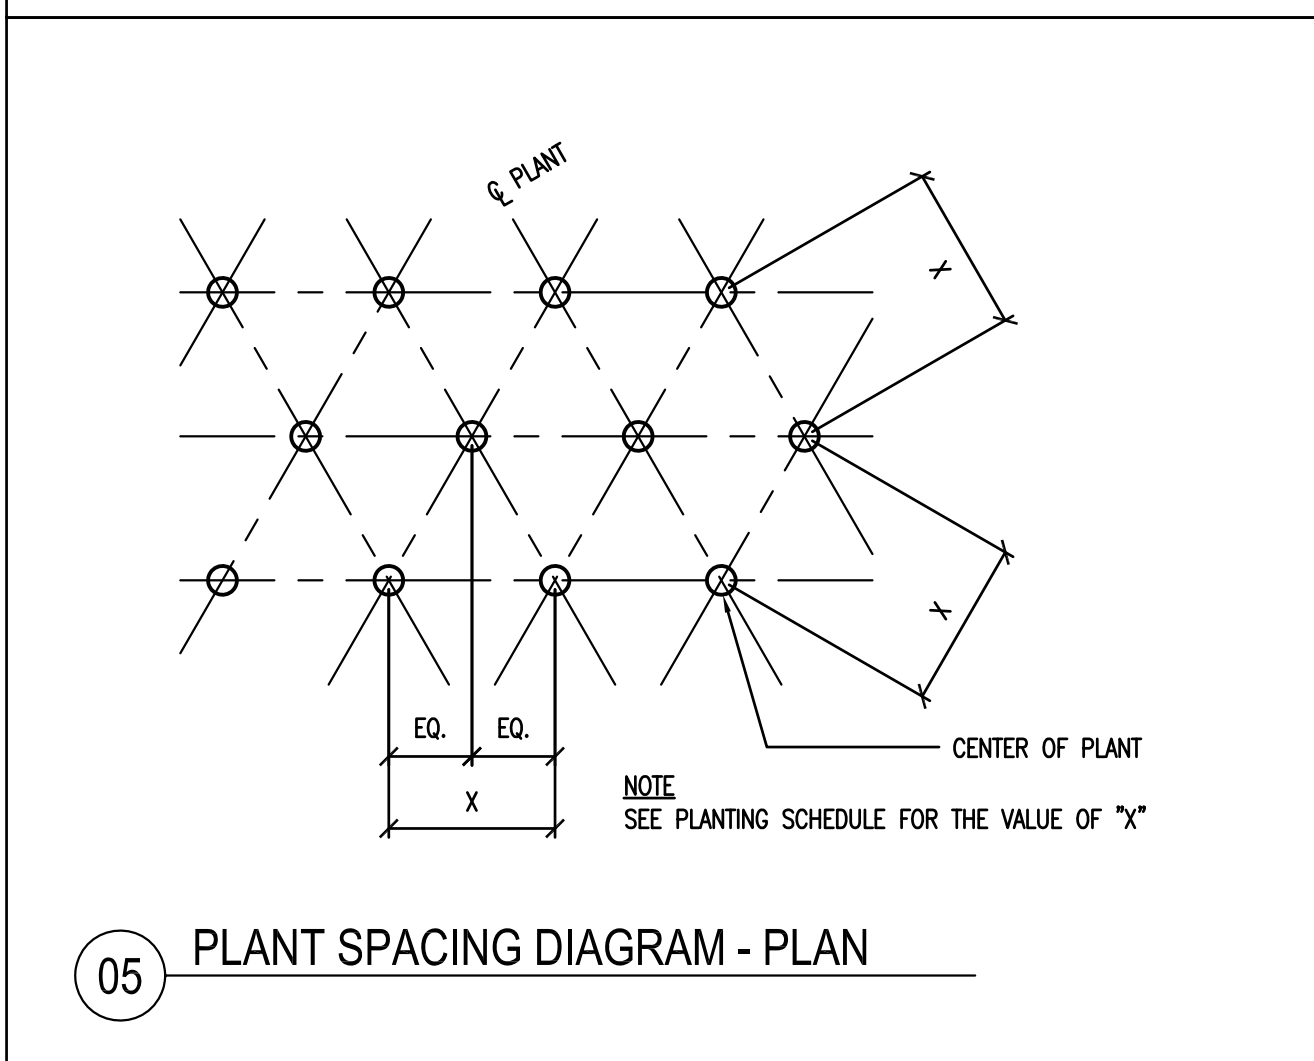 ℄ PLANT
X
X
EQ. EQ.
X
CENTER OF PLANT
NOTE
SEE PLANTING SCHEDULE FOR THE VALUE OF "X"
05 PLANT SPACING DIAGRAM - PLAN